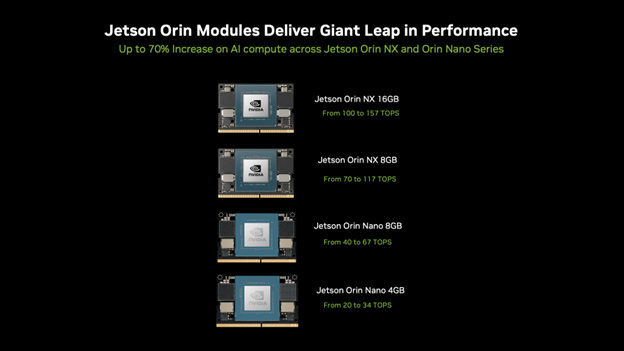 Jetson Orin Modules Deliver Giant Leap in Performance
Up to 70% Increase on AI compute across Jetson Orin NX and Orin Nano Series
NVIDIA
Jetson Orin NX 16GB
From 100 to 157 TOPS
NVIDIA
Jetson Orin NX 8GB
From 70 to 117 TOPS
NVIDIA
Jetson Orin Nano 8GB
From 40 to 67 TOPS
NVIDIA
Jetson Orin Nano 4GB
From 20 to 34 TOPS